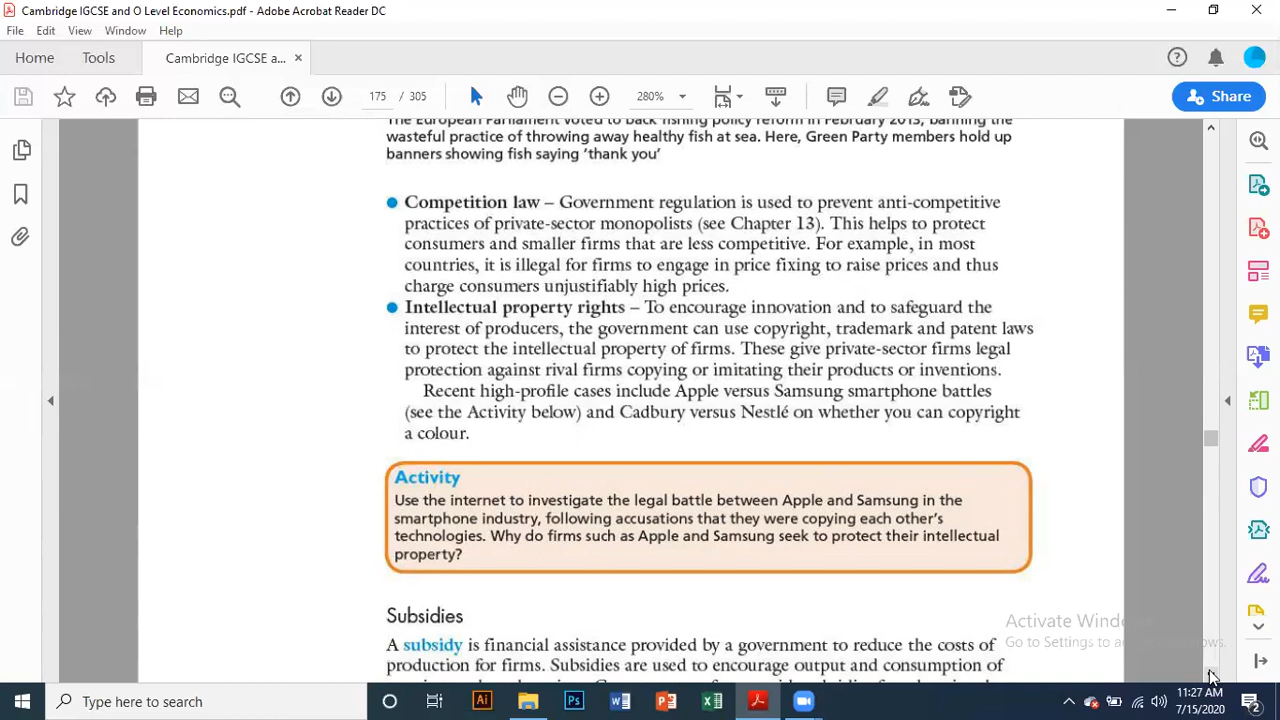 Cambridge IGCSE and O Level Economics.pdf - Adobe Acrobat Reader DC
File Edit View Window Help
Home Tools Cambridge IGCSE and O Level Ec... ×
175 / 305 280% Share
The European Parliament voted to back fishing policy reform in February 2013, banning the
wasteful practice of throwing away healthy fish at sea. Here, Green Party members hold up
banners showing fish saying ‘thank you’
● Competition law – Government regulation is used to prevent anti-competitive
practices of private-sector monopolists (see Chapter 13). This helps to protect
consumers and smaller firms that are less competitive. For example, in most
countries, it is illegal for firms to engage in price fixing to raise prices and thus
charge consumers unjustifiably high prices.
● Intellectual property rights – To encourage innovation and to safeguard the
interest of producers, the government can use copyright, trademark and patent laws
to protect the intellectual property of firms. These give private-sector firms legal
protection against rival firms copying or imitating their products or inventions.
Recent high-profile cases include Apple versus Samsung smartphone battles
(see the Activity below) and Cadbury versus Nestlé on whether you can copyright
a colour.
Activity
Use the internet to investigate the legal battle between Apple and Samsung in the
smartphone industry, following accusations that they were copying each other’s
technologies. Why do firms such as Apple and Samsung seek to protect their intellectual
property?
Subsidies
A subsidy is financial assistance provided by a government to reduce the costs of
production for firms. Subsidies are used to encourage output and consumption of
Activate Windows
Go to Settings to activate Windows.
Type here to search
11:27 AM
7/15/2020
2